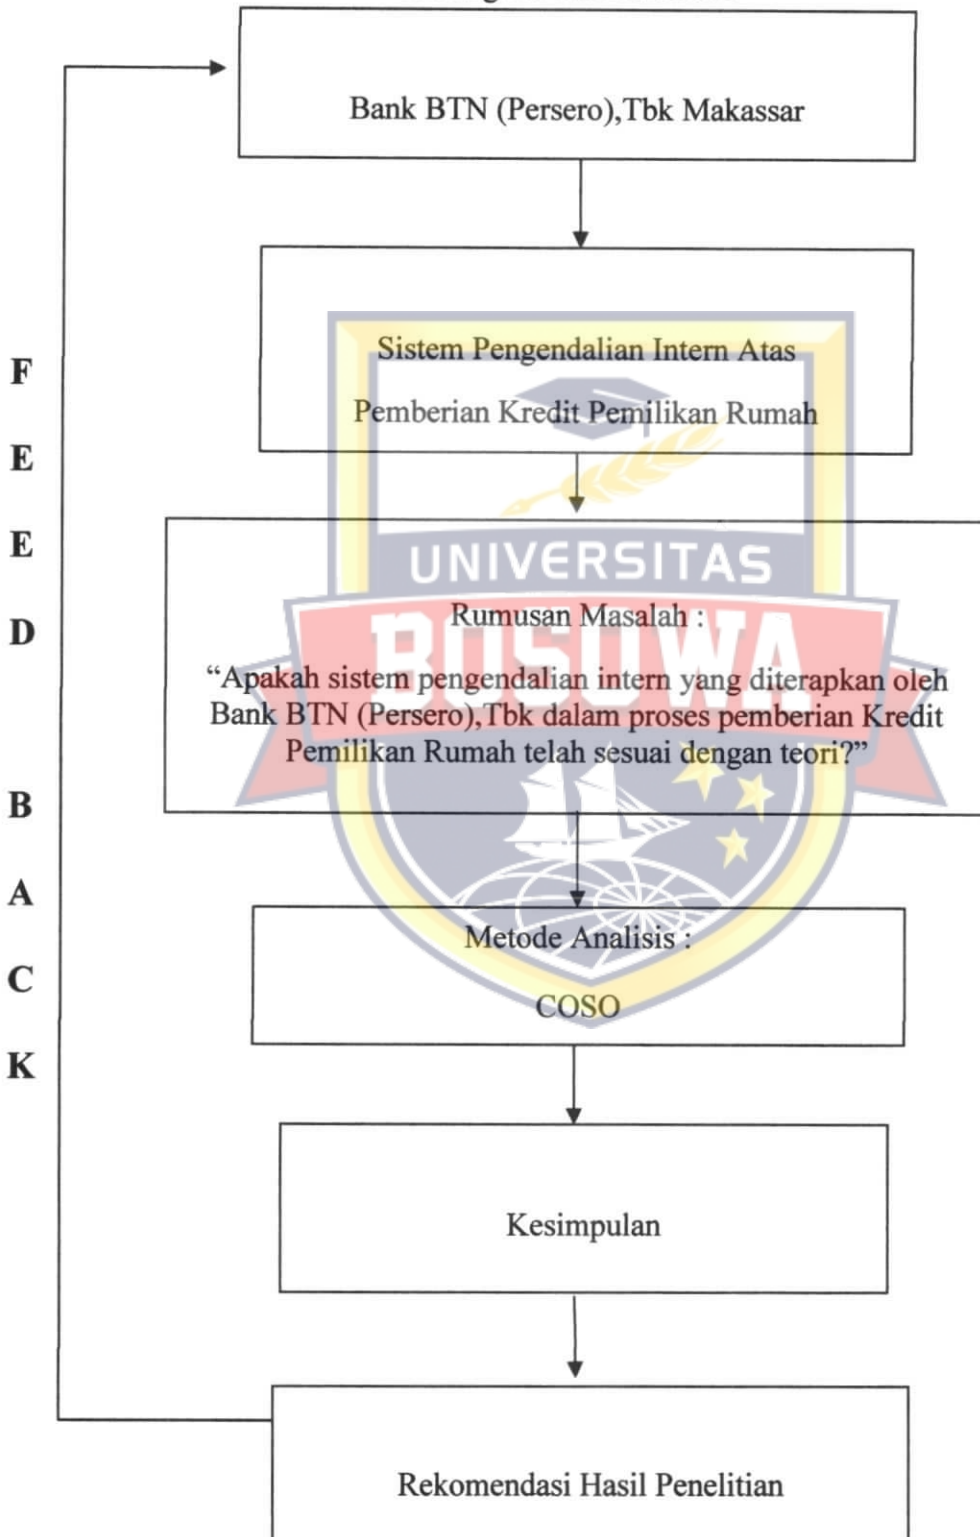 Bank BTN (Persero),Tbk Makassar
Sistem Pengendalian Intern Atas
Pemberian Kredit Pemilikan Rumah
UNIVERSITAS
BOSOWA
Rumusan Masalah :
“Apakah sistem pengendalian intern yang diterapkan oleh
Bank BTN (Persero),Tbk dalam proses pemberian Kredit
Pemilikan Rumah telah sesuai dengan teori?”
Metode Analisis :
COSO
Kesimpulan
Rekomendasi Hasil Penelitian
F
E
E
D
B
A
C
K